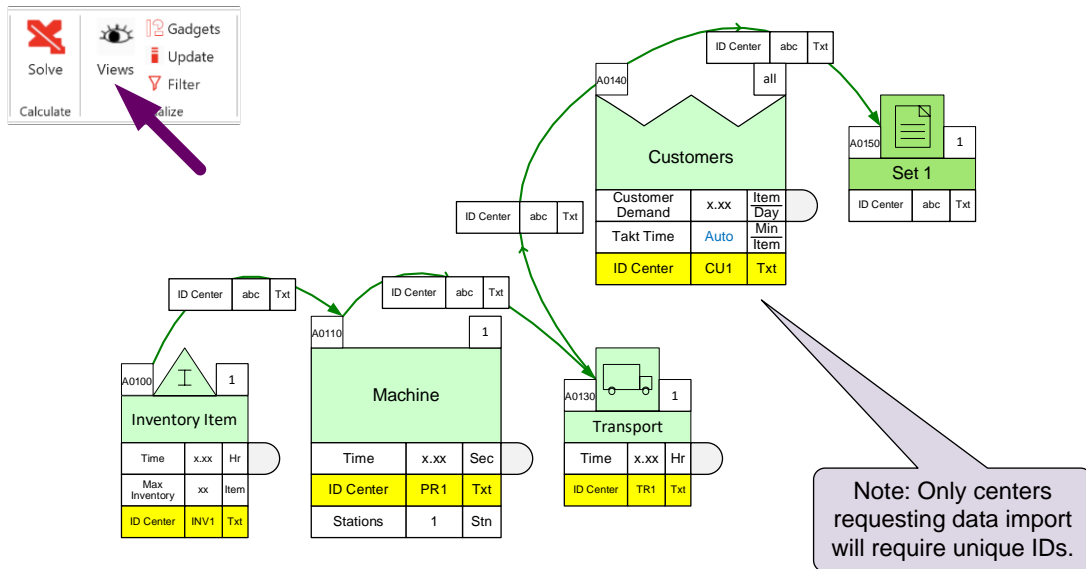 Solve
Views
Gadgets
Update
Filter
Calculate
alize
ID Center abc Txt
A0140
all
Customers
Customer Demand x.xx Item Day
Takt Time Auto Min Item
ID Center CU1 Txt
A0150
1
Set 1
ID Center abc Txt
ID Center abc Txt
ID Center abc Txt
ID Center abc Txt
A0100
I
1
Inventory Item
Time x.xx Hr
Max Inventory xx Item
ID Center INV1 Txt
A0110
1
Machine
Time x.xx Sec
ID Center PR1 Txt
Stations 1 Stn
A0130
1
Transport
Time x.xx Hr
ID Center TR1 Txt
Note: Only centers
requesting data import
will require unique IDs.